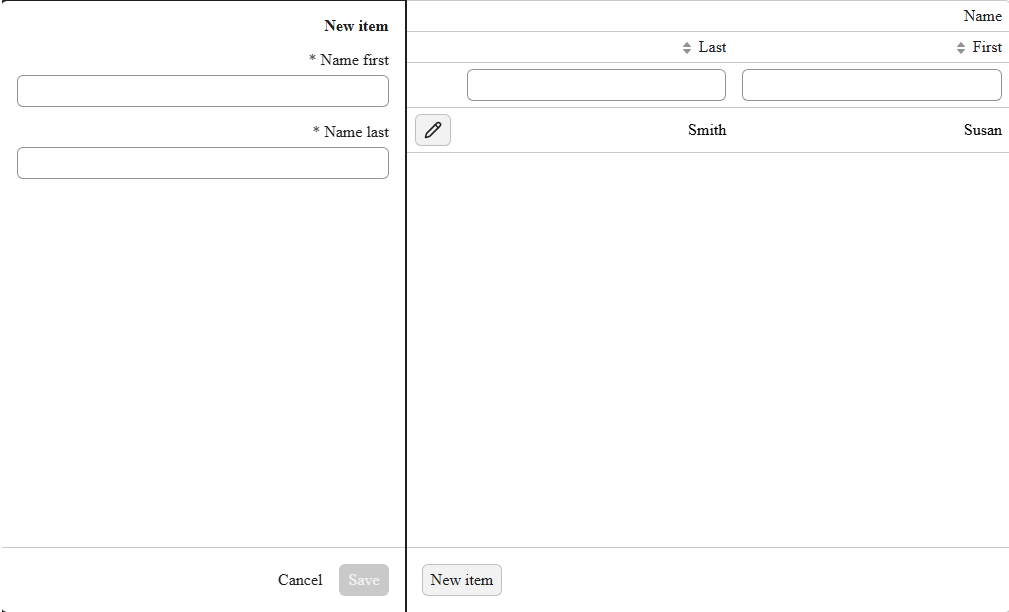 New item
* Name first
* Name last
Cancel
Save
Name
Last
First
Smith
Susan
New item